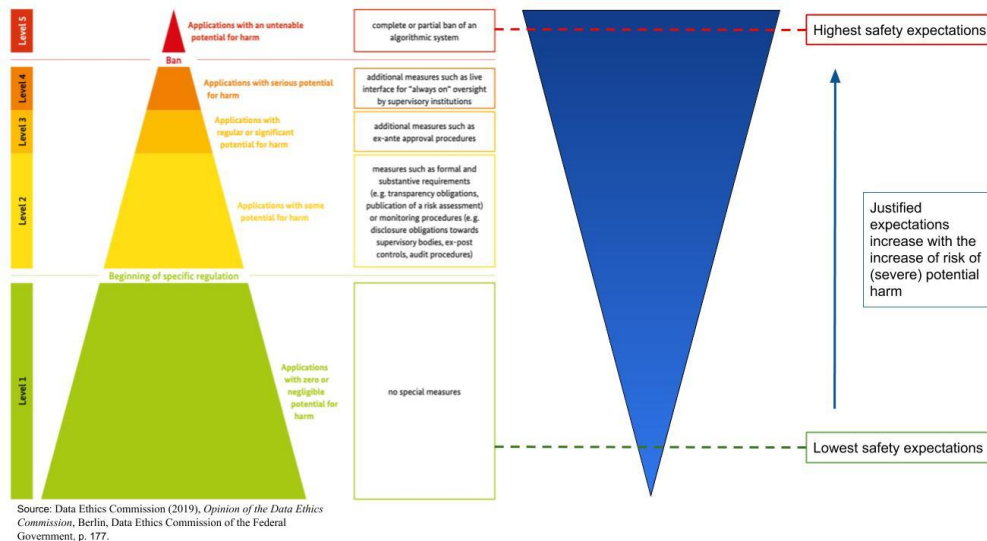 Level 5
Applications with an untenable
potential for harm
complete or partial ban of an
algorithmic system
Highest safety expectations
Ban
Level 4
Applications with serious potential
for harm
additional measures such as live
interface for "always on" oversight
by supervisory institutions
Level 3
Applications with
regular or significant
potential for harm
additional measures such as
ex-ante approval procedures
Level 2
Applications with some
potential for harm
measures such as formal and
substantive requirements
(e.g. transparency obligations,
publication of a risk assessment)
or monitoring procedures (e.g.
disclosure obligations towards
supervisory bodies, ex-post
controls, audit procedures)
Justified
expectations
increase with the
increase of risk of
(severe) potential
harm
Beginning of specific regulation
Level 1
Applications
with zero or
negligible
potential for
harm
no special measures
Lowest safety expectations
Source: Data Ethics Commission (2019), Opinion of the Data Ethics
Commission, Berlin, Data Ethics Commission of the Federal
Government, p. 177.